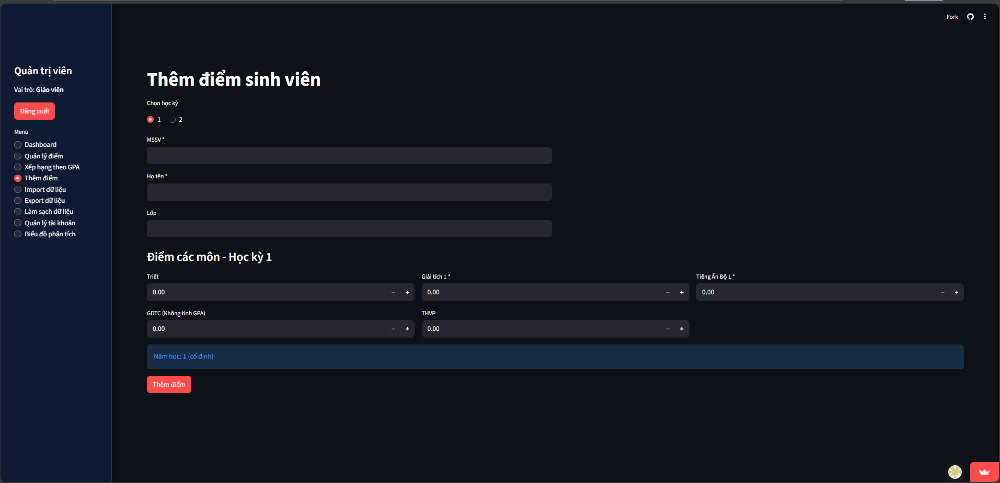 Fork
Quản trị viên
Vai trò: Giáo viên
Đăng xuất
Menu
Dashboard
Quản lý điểm
Xếp hạng theo GPA
Thêm điểm
Import dữ liệu
Export dữ liệu
Làm sạch dữ liệu
Quản lý tài khoản
Biểu đồ phân tích
Thêm điểm sinh viên
Chọn học kỳ
1 2
MSSV *
Họ tên *
Lớp
Điểm các môn - Học kỳ 1
Triết Giải tích 1 * Tiếng Ấn Độ 1 *
0.00 − + 0.00 − + 0.00 − +
GDTC (Không tính GPA) THVP
0.00 − + 0.00 − +
Năm học: 1 (cố định)
Thêm điểm